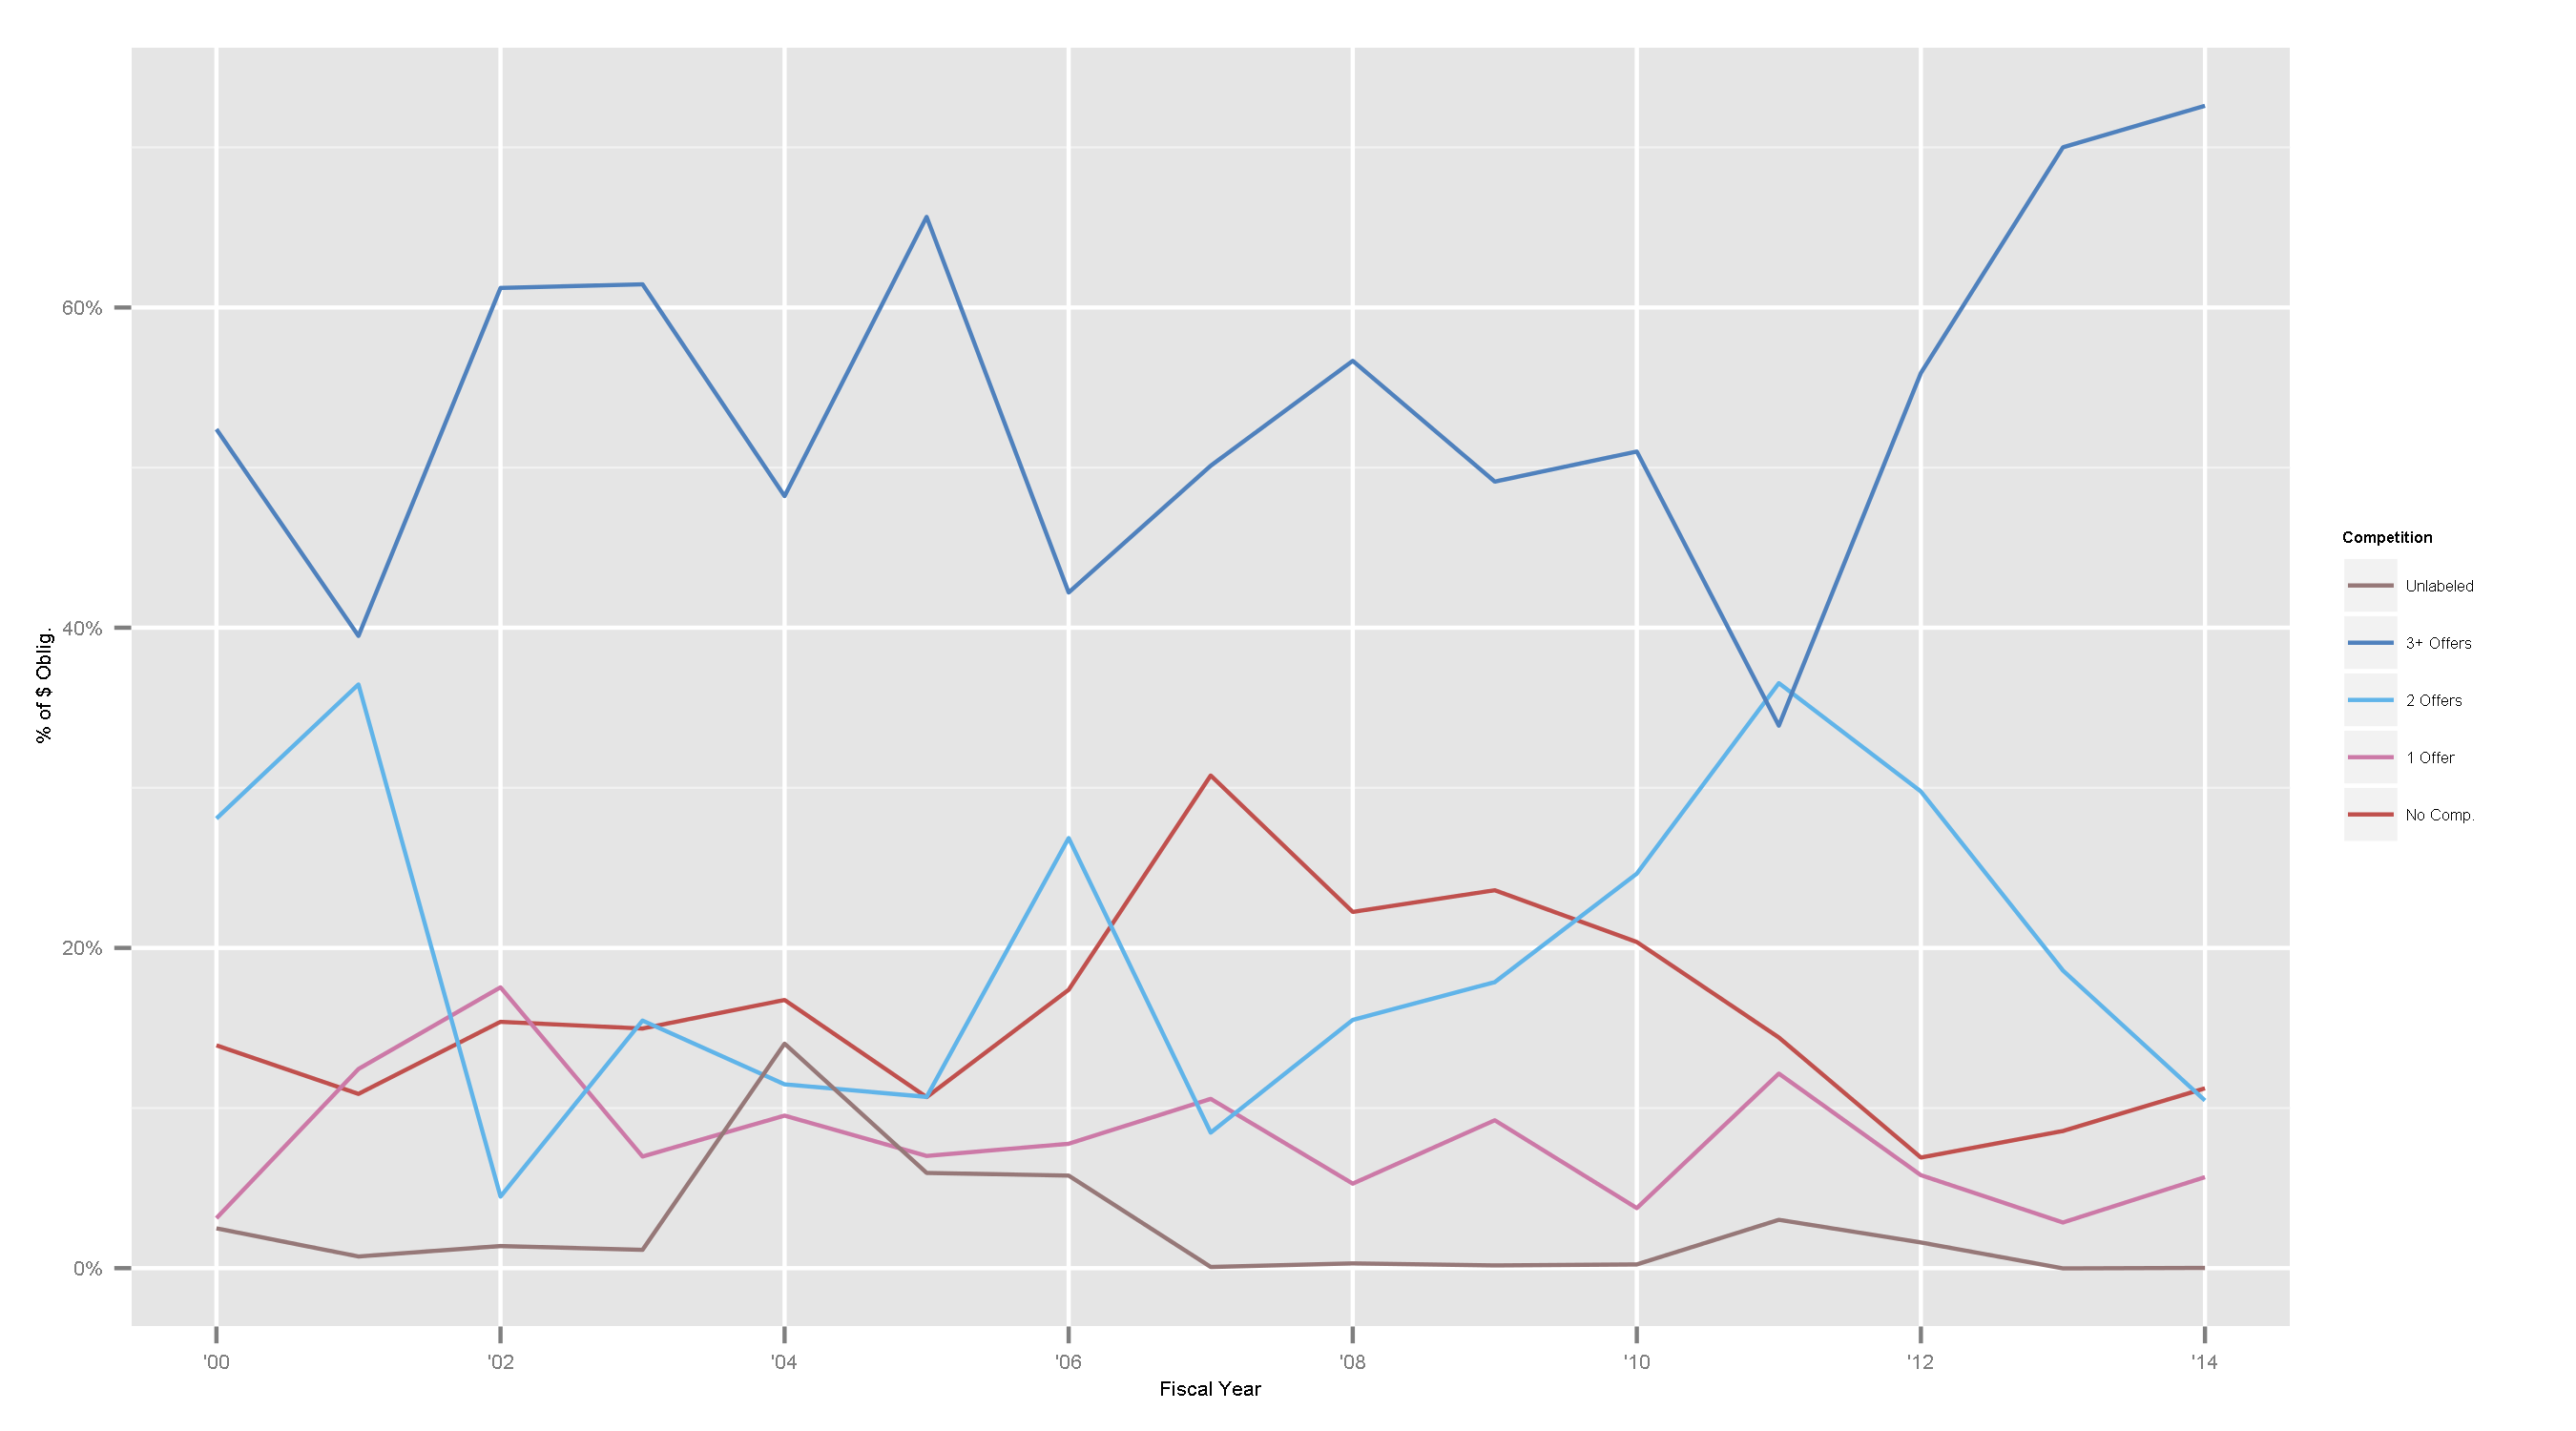 60%
40%
20%
0%
% of $ Oblig.
'00 '02 '04 '06 '08 '10 '12 '14
Fiscal Year
Competition
Unlabeled
3+ Offers
2 Offers
1 Offer
No Comp.